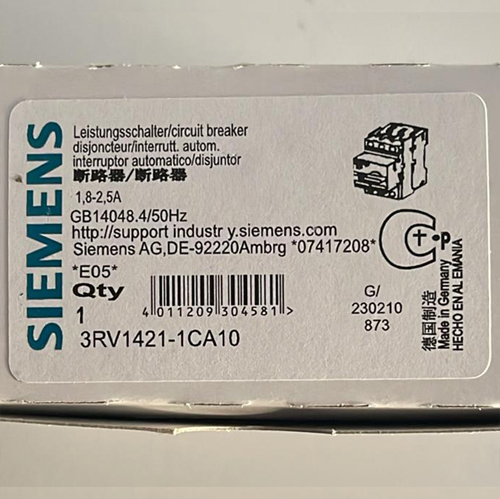 SIEMENS
Leistungsschalter/circuit breaker
disjoncteur/interrutt. autom.
interruptor automatico/disjuntor
断路器/断路器
1,8-2,5A
GB14048.4/50Hz
http://support industr y.siemens.com
Siemens AG,DE-92220Ambrg *07417208*
*E05*
Qty
1
4 011209 304581
3RV1421-1CA10
G/
230210
873
C+P
德国制造
Made in Germany
HECHO EN ALEMANIA